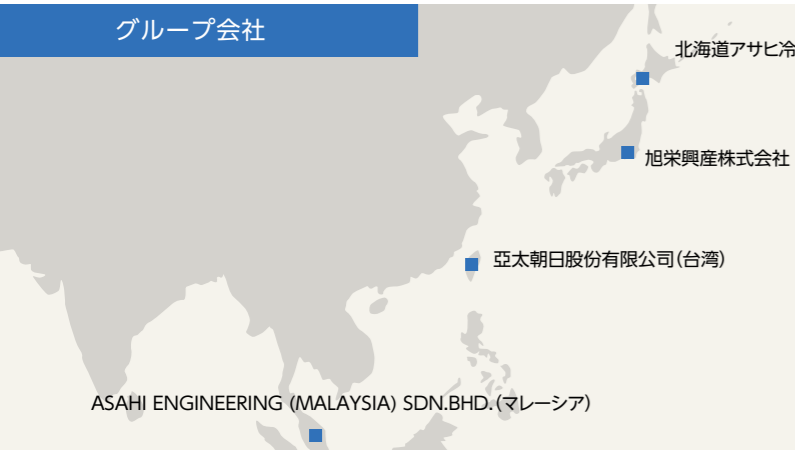 グループ会社
北海道アサヒ冷
旭栄興産株式会社
亞太朝日股份有限公司(台湾)
ASAHI ENGINEERING (MALAYSIA) SDN.BHD.(マレーシア)